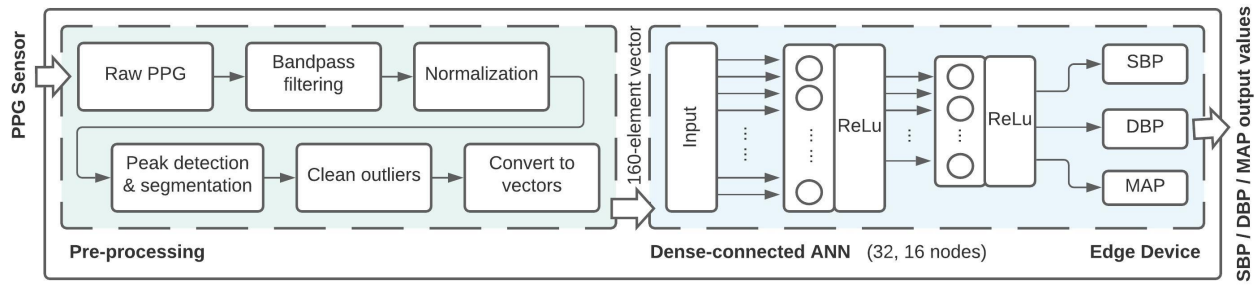 PPG Sensor
Raw PPG
Bandpass
filtering
Normalization
Peak detection
& segmentation
Clean outliers
Convert to
vectors
Pre-processing
160-element vector
Input
ReLu
ReLu
SBP
DBP
MAP
Dense-connected ANN (32, 16 nodes)
Edge Device
SBP / DBP / MAP output values